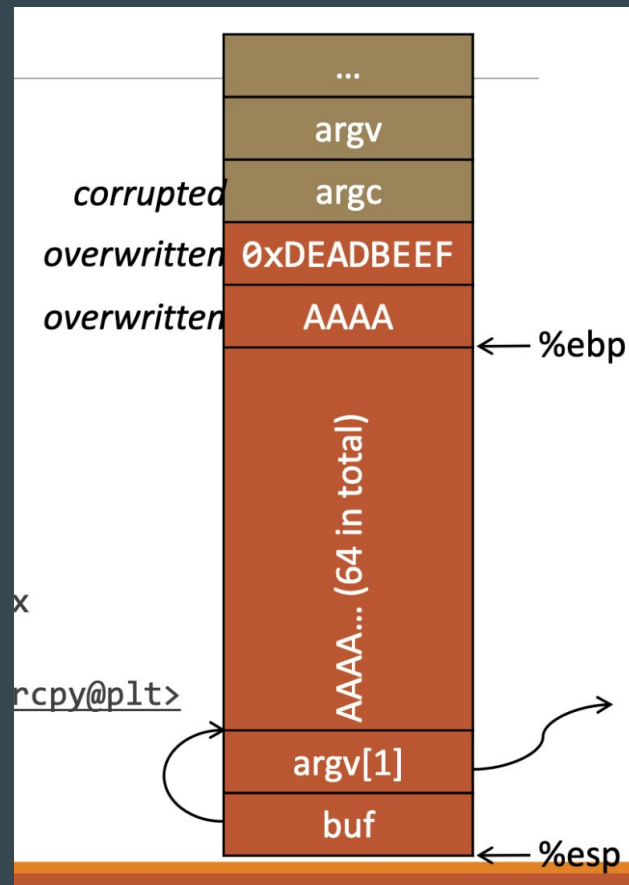 ...
argv
corrupted argc
overwritten 0xDEADBEEF
overwritten AAAA
%ebp
AAAA... (64 in total)
x
rcpy@plt>
argv[1]
buf
%esp